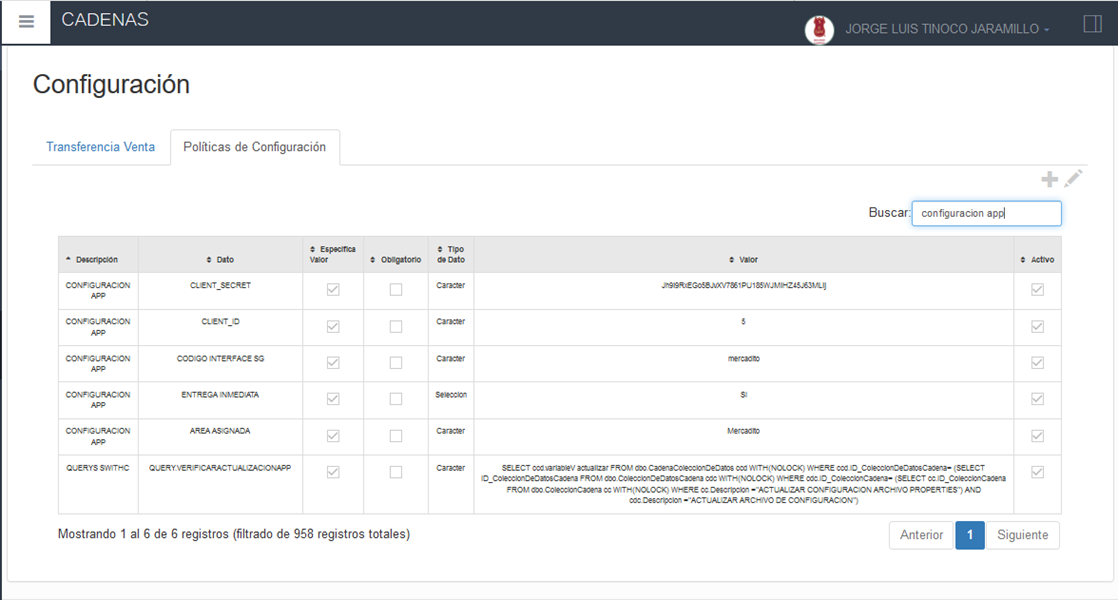 CADENAS
JORGE LUIS TINOCO JARAMILLO
Configuración
Transferencia Venta
Políticas de Configuración
Buscar:
configuracion app
Descripción
Dato
Especifica
Valor
Obligatorio
Tipo
de Dato
Valor
Activo
CONFIGURACION
APP
CLIENT_SECRET
Caracter
CONFIGURACION
APP
CLIENT_ID
Caracter
5
CONFIGURACION
APP
CODIGO INTERFACE SG
Caracter
mercadito
CONFIGURACION
APP
ENTREGA INMEDIATA
Seleccion
SI
CONFIGURACION
APP
AREA ASIGNADA
Caracter
Mercadito
QUERYS SWITHC
QUERY.VERIFICARACTUALIZACIONAPP
Caracter
SELECT ccd.variableV actualizar FROM dbo.CadenaColeccionDeDatos ccd WITH(NOLOCK) WHERE ccd.ID_ColeccionDeDatosCadena= (SELECT
ID_ColeccionDeDatosCadena FROM dbo.ColeccionDeDatosCadena cdc WITH(NOLOCK) WHERE cdc.ID_ColeccionCadena= (SELECT cc.ID_ColeccionCadena
FROM dbo.ColeccionCadena cc WITH(NOLOCK) WHERE cc.Descripcion ="ACTUALIZAR CONFIGURACION ARCHIVO PROPERTIES") AND
cdc.Descripcion ="ACTUALIZAR ARCHIVO DE CONFIGURACION")
Mostrando 1 al 6 de 6 registros (filtrado de 958 registros totales)
Anterior
1
Siguiente